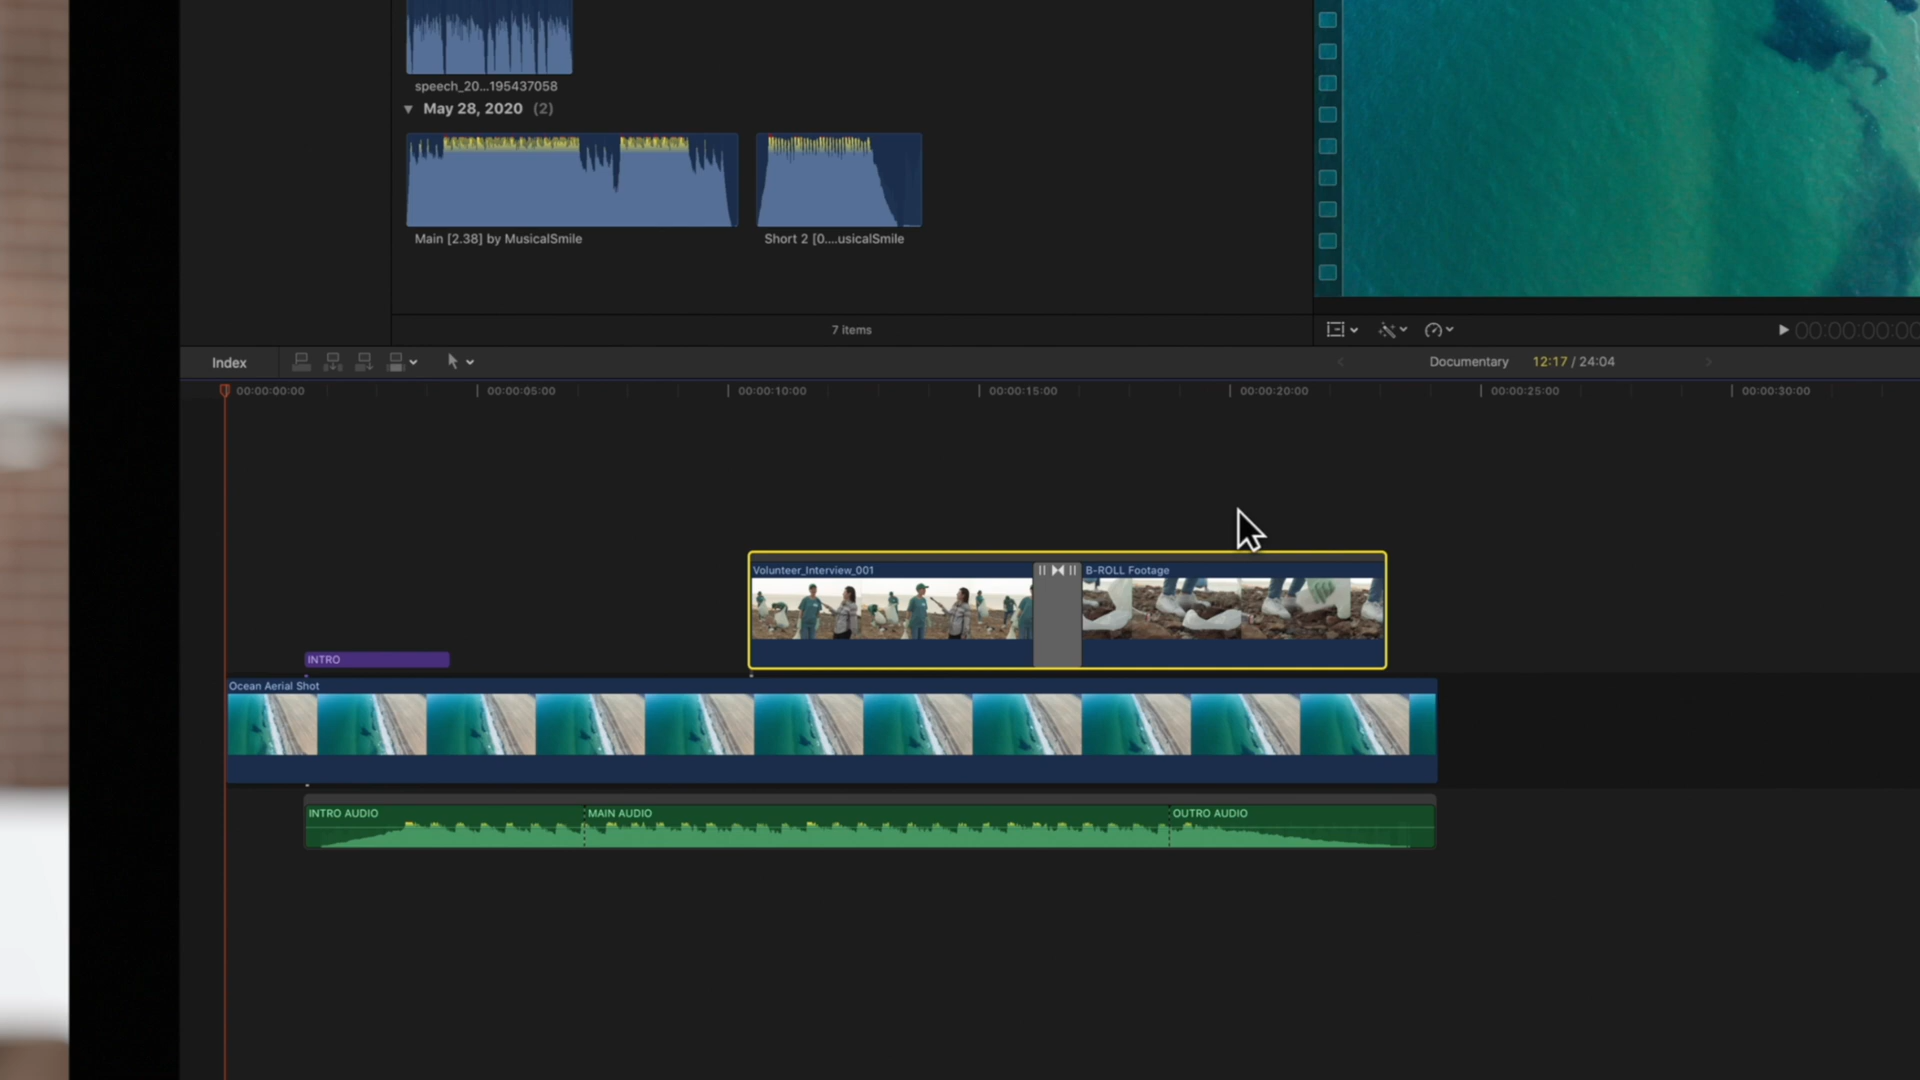 speech_20...195437058
May 28, 2020 (2)
Main [2.38] by MusicalSmile
Short 2 [0....usicalSmile
7 items
00:00:00:00
Index
Documentary 12:17 / 24:04
00:00:00:00 00:00:05:00 00:00:10:00 00:00:15:00 00:00:20:00 00:00:25:00 00:00:30:00
Volunteer_Interview_001
B-ROLL Footage
INTRO
Ocean Aerial Shot
INTRO AUDIO
MAIN AUDIO
OUTRO AUDIO